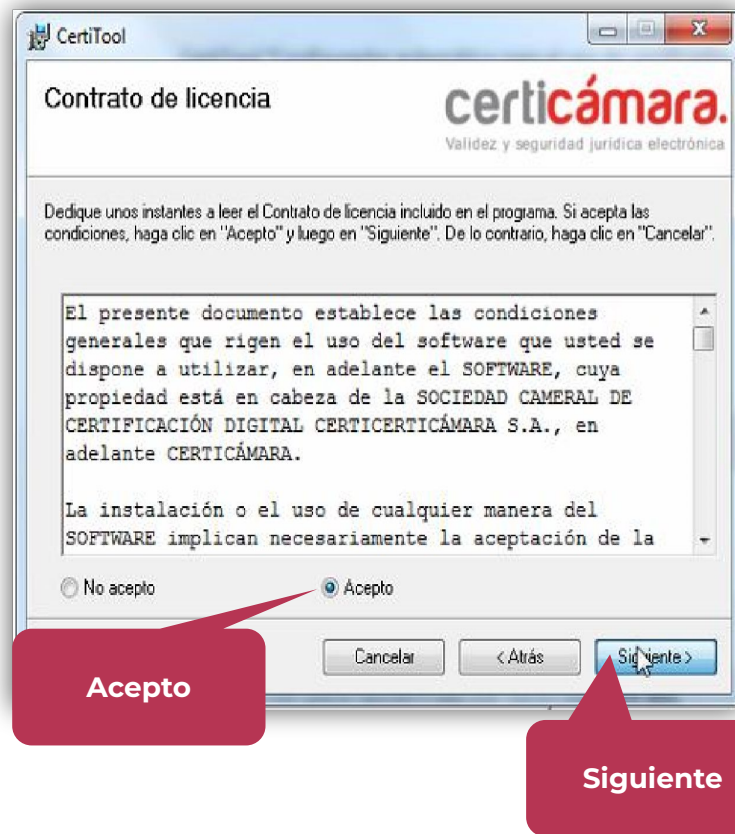 CertiTool
Contrato de licencia
certicámara.
Validez y seguridad jurídica electrónica
Dedique unos instantes a leer el Contrato de licencia incluido en el programa. Si acepta las
condiciones, haga clic en "Acepto" y luego en "Siguiente". De lo contrario, haga clic en "Cancelar".
El presente documento establece las condiciones
generales que rigen el uso del software que usted se
dispone a utilizar, en adelante el SOFTWARE, cuya
propiedad está en cabeza de la SOCIEDAD CAMERAL DE
CERTIFICACIÓN DIGITAL CERTICERTICÁMARA S.A., en
adelante CERTICÁMARA.
La instalación o el uso de cualquier manera del
SOFTWARE implican necesariamente la aceptación de la
No acepto
Acepto
Cancelar
< Atrás
Siguiente >
Acepto
Siguiente